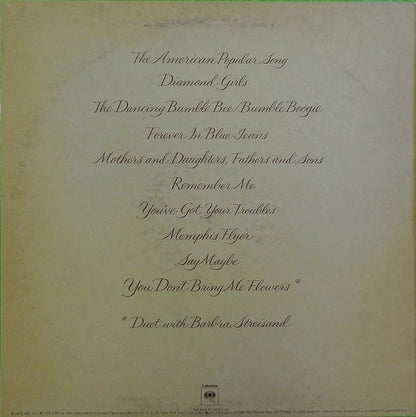 The American Popular Song
Diamond Girls
The Dancing Bumble Bee/Bumble Boogie
Forever In Blue Jeans
Mothers and Daughters, Fathers and Sons
Remember Me
You've Got Your Troubles
Memphis Flyer
Say Maybe
You Don't Bring Me Flowers *
* Duet with Barbra Streisand